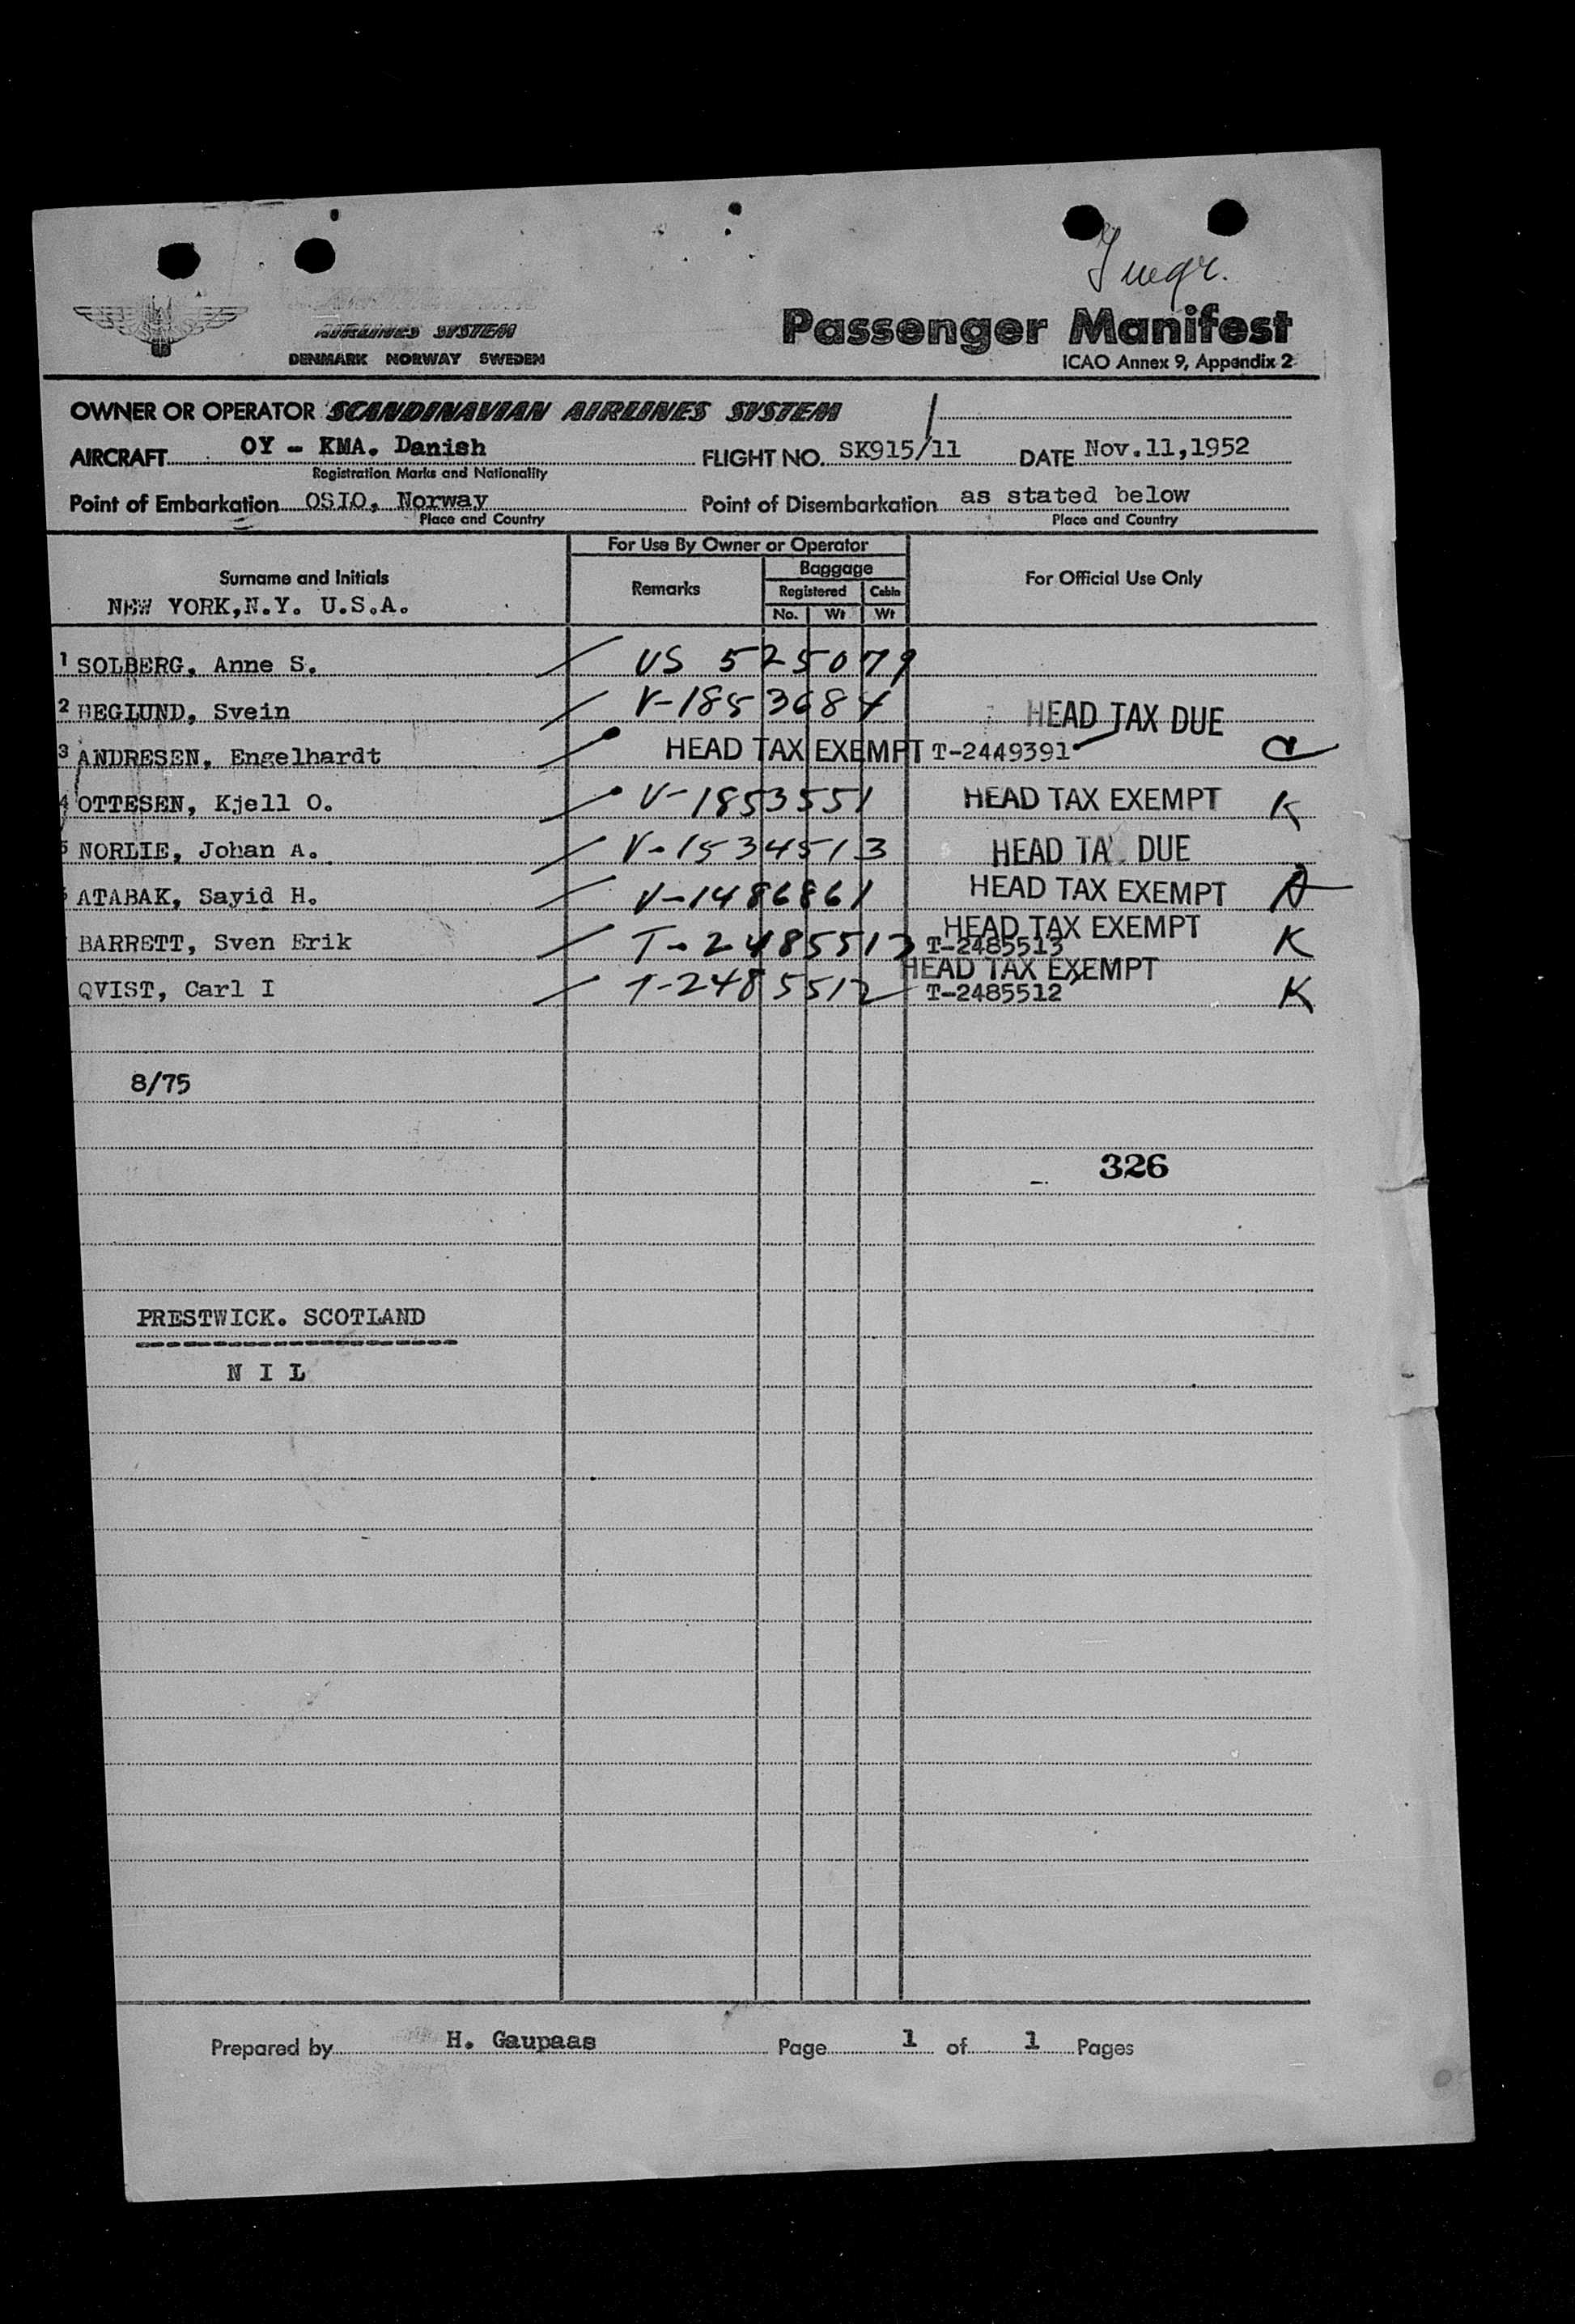 Passenger Manifest
AIRLINES SYSTEM
DENMARK NORWAY SWEDEN
ICAO Annex 9, Appendix 2
OWNER OR OPERATOR SCANDINAVIAN AIRLINES SYSTEM
AIRCRAFT OY - KMA. Danish FLIGHT NO. SK915/11 DATE Nov.11,1952
Registration Marks and Nationality
Point of Embarkation OSIO, Norway Point of Disembarkation as stated below
Place and Country Place and Country
For Use By Owner or Operator
Baggage
Surname and Initials Remarks Registered Cabin For Official Use Only
NEW YORK,N.Y. U.S.A. No. Wt Wt
1 SOLBERG, Anne S. US 525079
2 HEGLUND, Svein V-1853684 HEAD TAX DUE
3 ANDRESEN, Engelhardt HEAD TAX EXEMPT T-2449391
4 OTTESEN, Kjell O. V-1853551 HEAD TAX EXEMPT K
5 NORLIE, Johan A. V-1534513 HEAD TA DUE
6 ATABAK, Sayid H. V-1486861 HEAD TAX EXEMPT A
BARRETT, Sven Erik T-2485513 HEAD TAX EXEMPT T-2485513 K
QVIST, Carl I T-2485512 HEAD TAX EXEMPT T-2485512 K
8/75
326
PRESTWICK. SCOTLAND
N I L
Prepared by H. Gaupaas Page 1 of 1 Pages